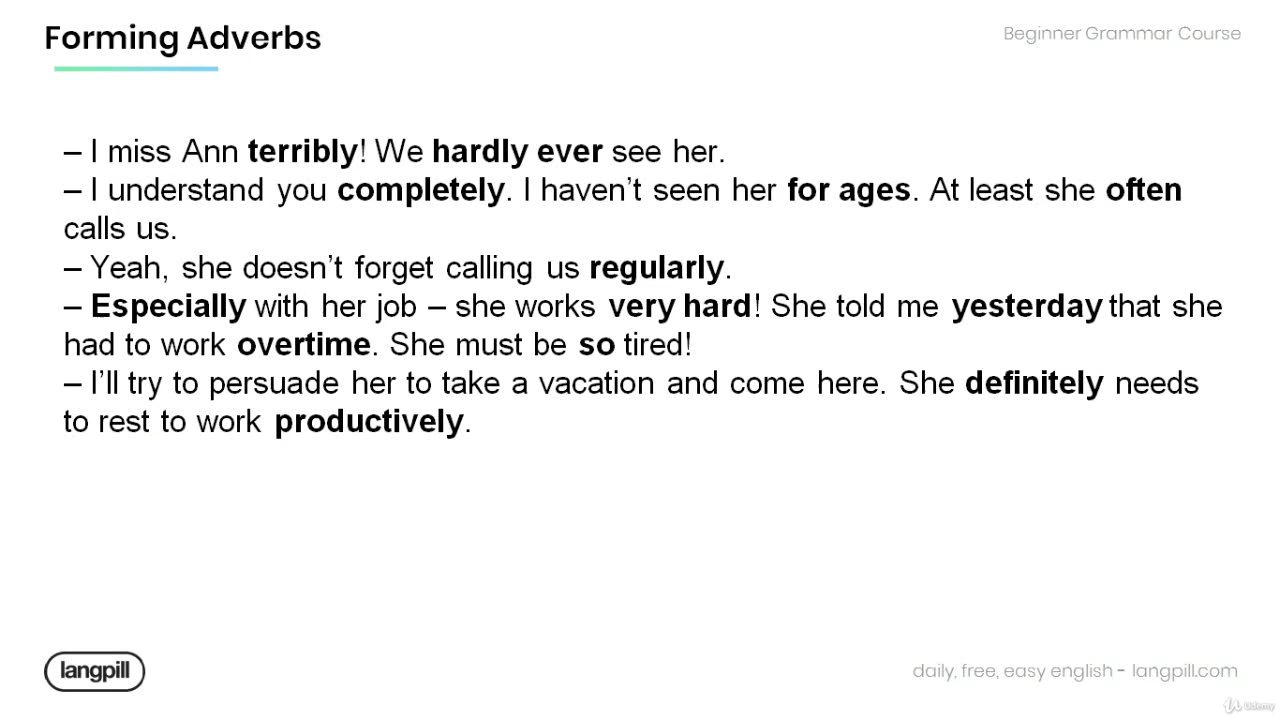 Forming Adverbs
Beginner Grammar Course
– I miss Ann terribly! We hardly ever see her.
– I understand you completely. I haven’t seen her for ages. At least she often
calls us.
– Yeah, she doesn’t forget calling us regularly.
– Especially with her job – she works very hard! She told me yesterday that she
had to work overtime. She must be so tired!
– I’ll try to persuade her to take a vacation and come here. She definitely needs
to rest to work productively.
langpill
daily, free, easy english - langpill.com
Udemy